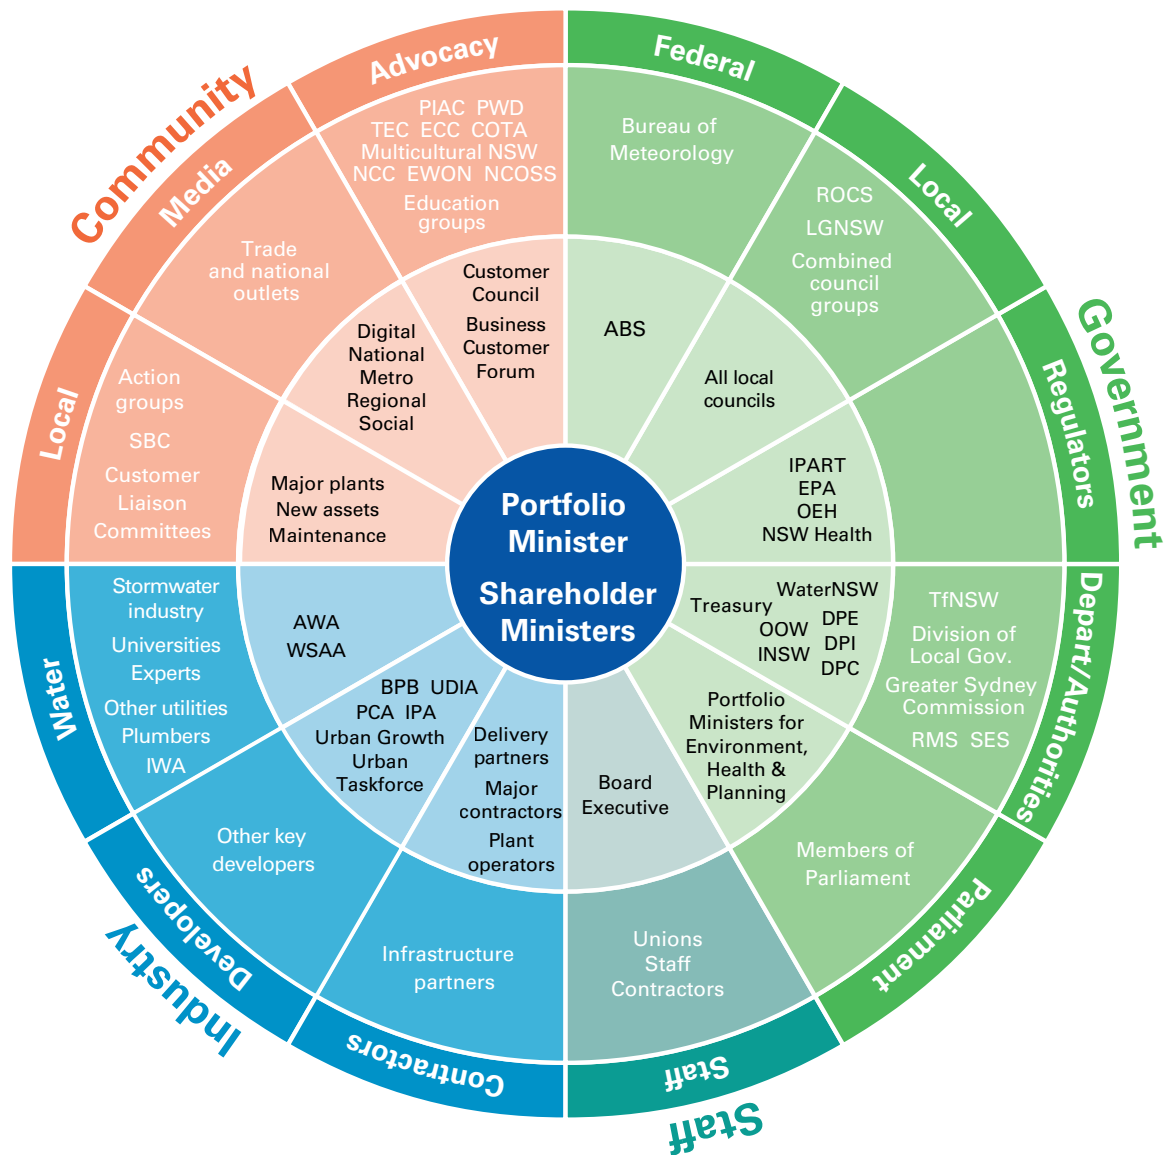 Community
Advocacy
PIAC PWD
TEC ECC COTA
Multicultural NSW
NCC EWON NCOSS
Education
groups
Customer
Council
Business
Customer
Forum
Media
Trade
and national
outlets
Digital
National
Metro
Regional
Social
Local
Action
groups
SBC
Customer
Liaison
Committees
Major plants
New assets
Maintenance
Government
Federal
Bureau of
Meteorology
ABS
Local
ROCS
LGNSW
Combined
council
groups
All local
councils
Regulators
IPART
EPA
OEH
NSW Health
Depart/Authorities
TfNSW
Division of
Local Gov.
Greater Sydney
Commission
RMS SES
WaterNSW
Treasury
OOW DPE
INSW DPI
DPC
Parliament
Members of
Parliament
Portfolio
Ministers for
Environment,
Health &
Planning
Portfolio
Minister
Shareholder
Ministers
Staff
Staff
Unions
Staff
Contractors
Board
Executive
Industry
Contractors
Infrastructure
partners
Delivery
partners
Major
contractors
Plant
operators
Developers
Other key
developers
BPB UDIA
PCA IPA
Urban Growth
Urban
Taskforce
Water
Stormwater
industry
Universities
Experts
Other utilities
Plumbers
IWA
AWA
WSAA